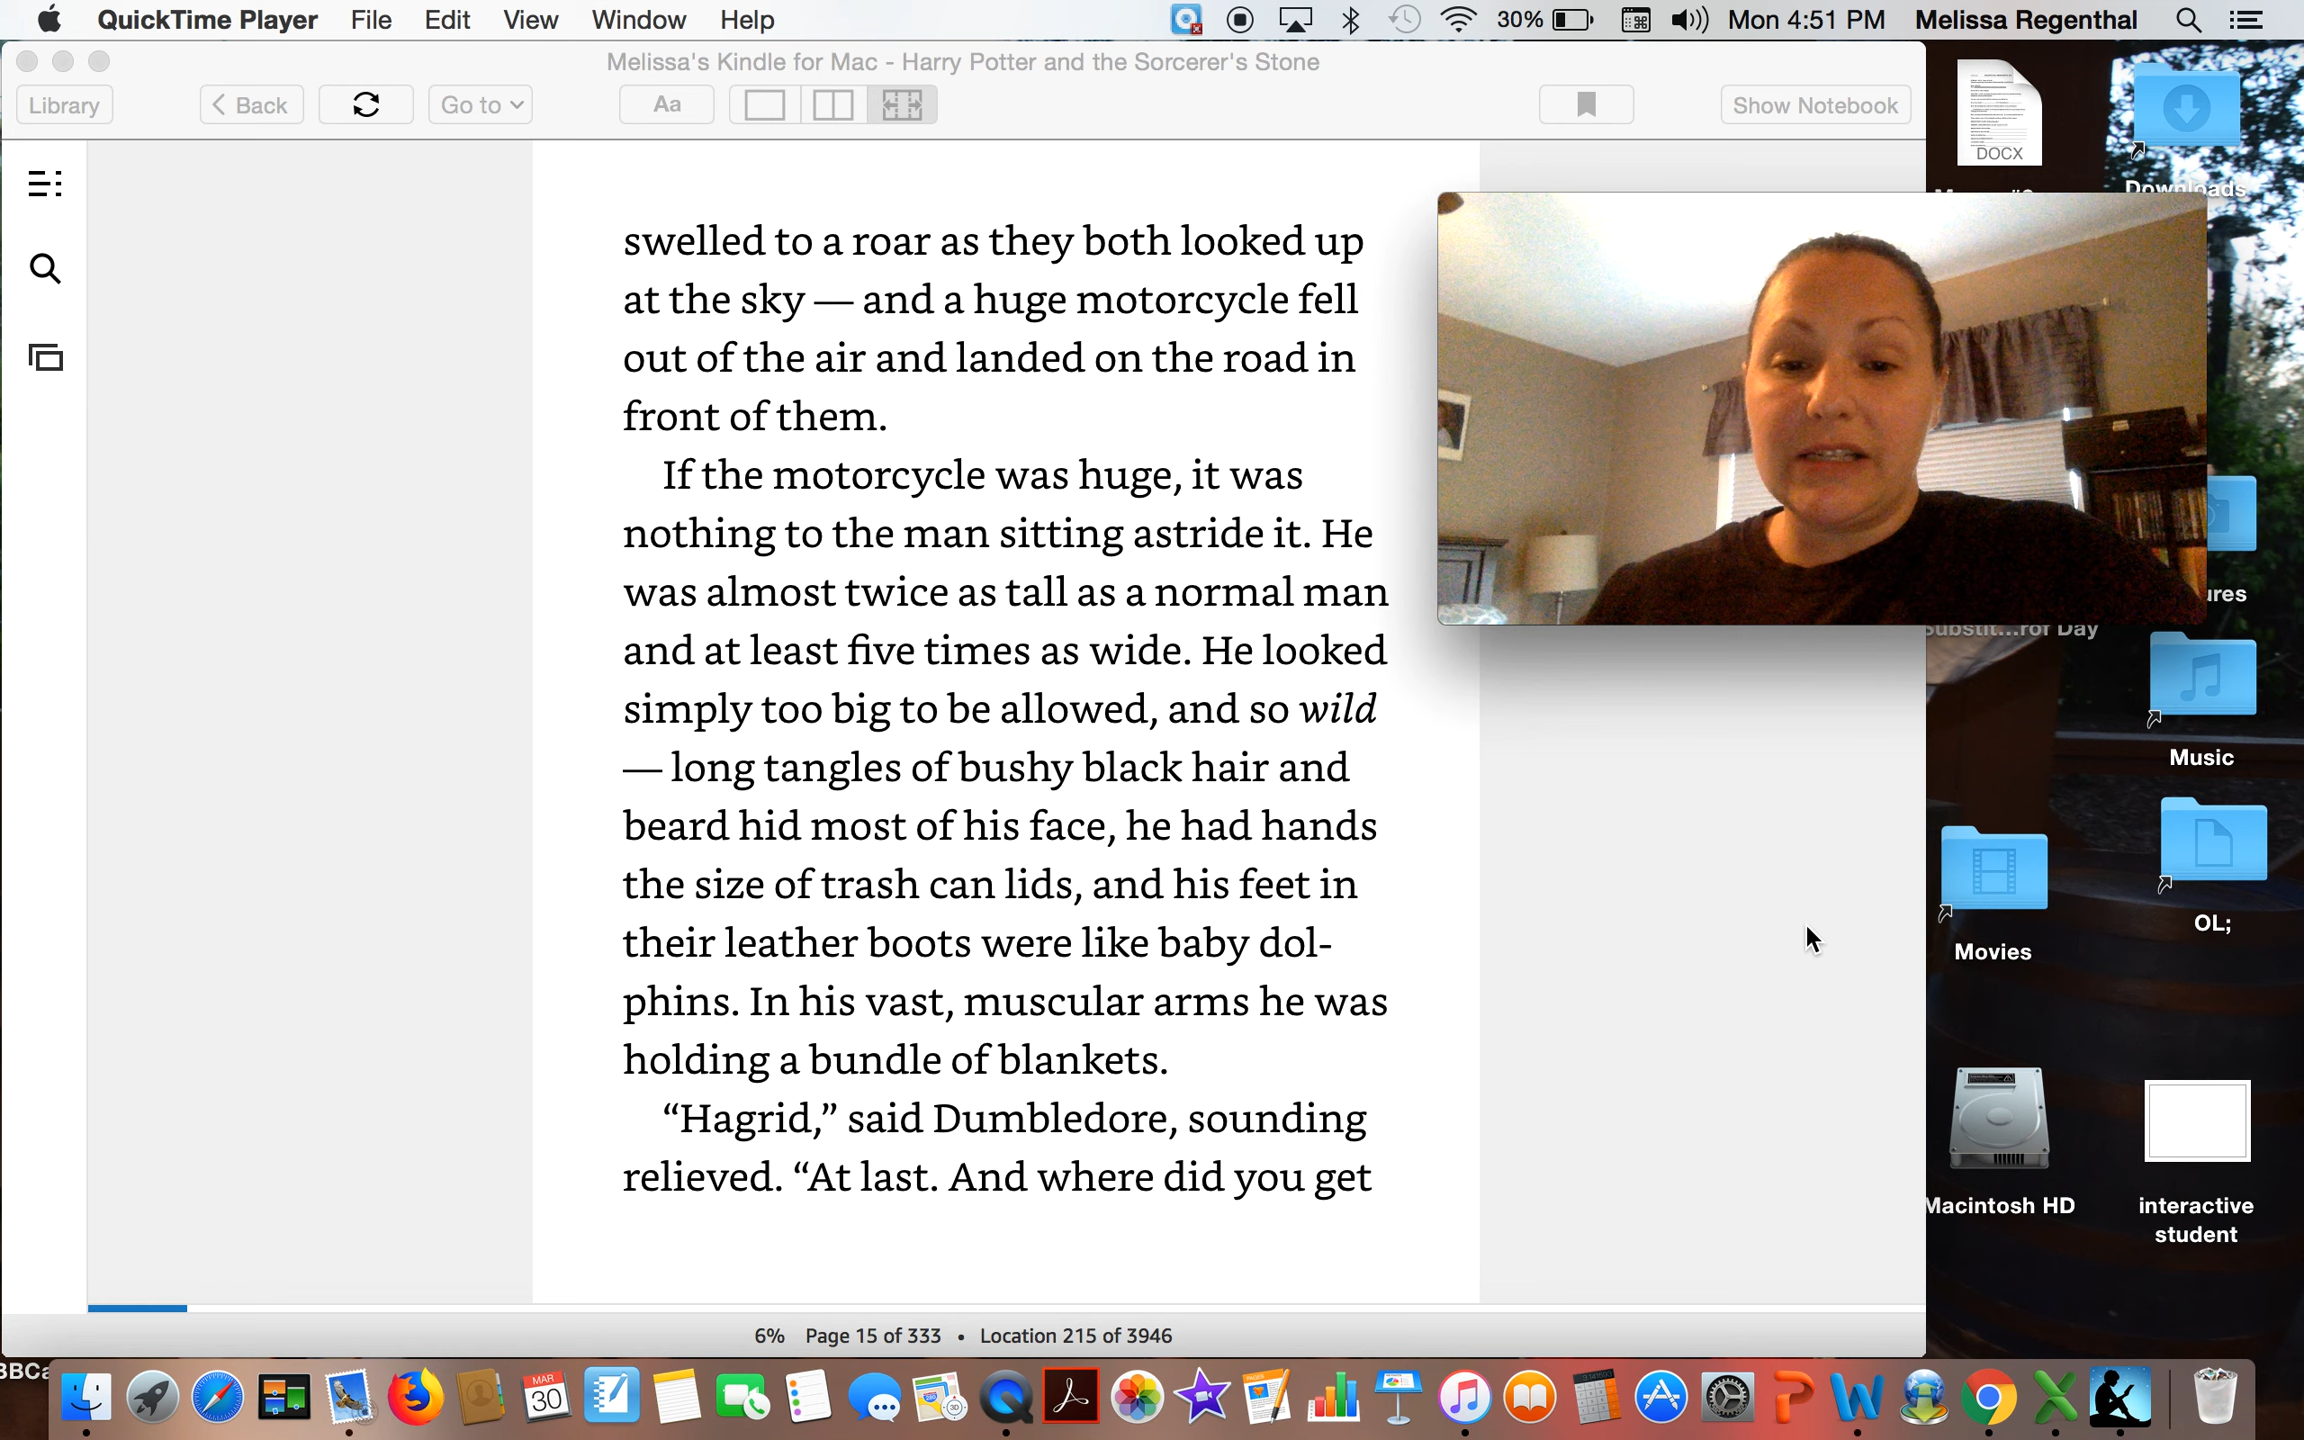 QuickTime Player File Edit View Window Help 30% Mon 4:51 PM Melissa Regenthal
Melissa's Kindle for Mac - Harry Potter and the Sorcerer's Stone
Library Back Go to Aa Show Notebook
swelled to a roar as they both looked up
at the sky — and a huge motorcycle fell
out of the air and landed on the road in
front of them.
If the motorcycle was huge, it was
nothing to the man sitting astride it. He
was almost twice as tall as a normal man
and at least five times as wide. He looked
simply too big to be allowed, and so wild
— long tangles of bushy black hair and
beard hid most of his face, he had hands
the size of trash can lids, and his feet in
their leather boots were like baby dol-
phins. In his vast, muscular arms he was
holding a bundle of blankets.
“Hagrid,” said Dumbledore, sounding
relieved. “At last. And where did you get
6% Page 15 of 333 • Location 215 of 3946
DOCX
Downloads
ures
Substit...rof Day
Music
Movies
OL;
Macintosh HD
interactive
student
MAR
30